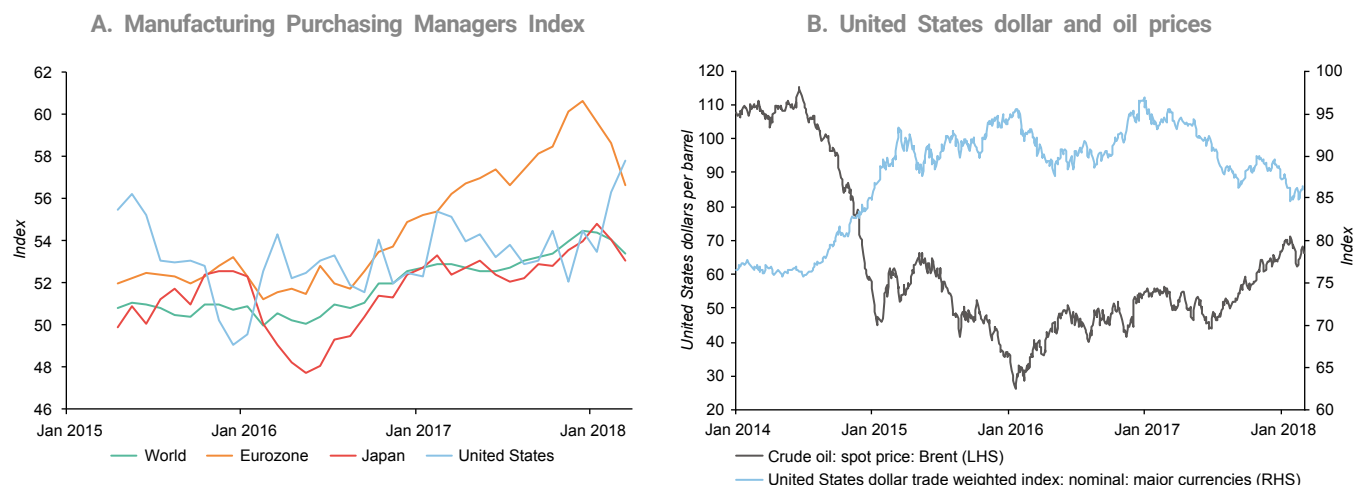 A. Manufacturing Purchasing Managers Index
62
60
58
56
54
52
50
48
46
Index
Jan 2015
Jan 2016
Jan 2017
Jan 2018
World
Eurozone
Japan
United States
B. United States dollar and oil prices
120
110
100
90
80
70
60
50
40
30
20
United States dollars per barrel
100
95
90
85
80
75
70
65
60
Index
Jan 2014
Jan 2015
Jan 2016
Jan 2017
Jan 2018
Crude oil: spot price: Brent (LHS)
United States dollar trade weighted index: nominal: major currencies (RHS)